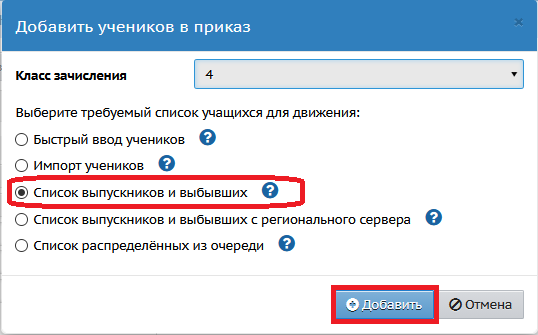 Добавить учеников в приказ
Класс зачисления 4
Выберите требуемый список учащихся для движения:
Быстрый ввод учеников ?
Импорт учеников ?
Список выпускников и выбывших ?
Список выпускников и выбывших с регионального сервера ?
Список распределённых из очереди ?
Добавить Отмена